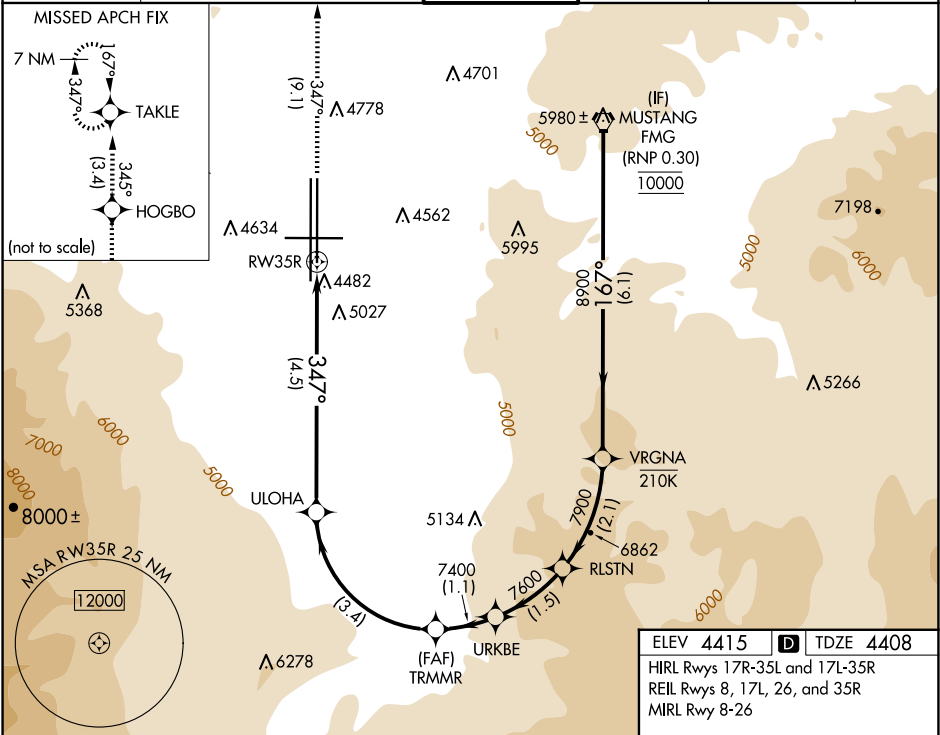 MISSED APCH FIX
7 NM
167°
347°
TAKLE
345°
(3.4)
HOGBO
(not to scale)
347°
(9.1)
4778
4701
5980 ±
(IF)
MUSTANG
FMG
(RNP 0.30)
10000
5000
7198
4634
4562
5995
5000
6000
RW35R
4482
5027
5368
8900
167°
(6.1)
347°
(4.5)
5266
5000
6000
7000
8000
5000
8000 ±
VRGNA
210K
ULOHA
5134
7900
(2.1)
6862
RLSTN
7400
(1.1)
7600
(1.5)
6000
MSA RW35R 25 NM
12000
(3.4)
URKBE
(FAF)
TRMMR
6278
ELEV 4415 D TDZE 4408
HIRL Rwys 17R-35L and 17L-35R
REIL Rwys 8, 17L, 26, and 35R
MIRL Rwy 8-26